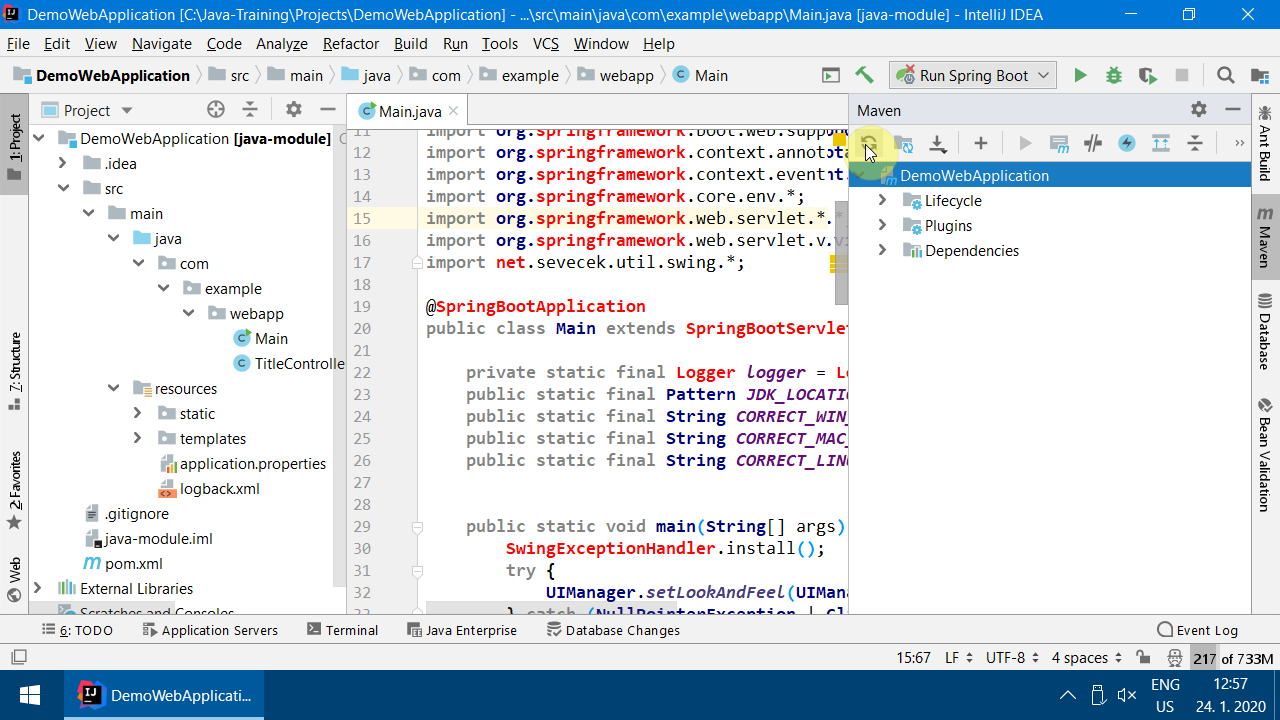 DemoWebApplication [C:\Java-Training\Projects\DemoWebApplication] - ...\src\main\java\com\example\webapp\Main.java [java-module] - IntelliJ IDEA
File Edit View Navigate Code Analyze Refactor Build Run Tools VCS Window Help
DemoWebApplication src main java com example webapp Main Run Spring Boot
1: Project
7: Structure
2: Favorites
Web
Project
DemoWebApplication [java-module]
.idea
src
main
java
com
example
webapp
Main
TitleControlle
resources
static
templates
application.properties
logback.xml
.gitignore
java-module.iml
pom.xml
External Libraries
Scratches and Consoles
Main.java
11 import org.springframework.boot.web.suppo
12 import org.springframework.context.annota
13 import org.springframework.context.event.
14 import org.springframework.core.env.*;
15 import org.springframework.web.servlet.*.*
16 import org.springframework.web.servlet.v
17 import net.sevecek.util.swing.*;
18
19 @SpringBootApplication
20 public class Main extends SpringBootServlet
21
22 private static final Logger logger = Lo
23 public static final Pattern JDK_LOCATIO
24 public static final String CORRECT_WIN_
25 public static final String CORRECT_MAC_
26 public static final String CORRECT_LINU
27
28
29 public static void main(String[] args)
30 SwingExceptionHandler.install();
31 try {
32 UIManager.setLookAndFeel(UIMana
33 } catch (NullPointerException | Cl
Maven
DemoWebApplication
Lifecycle
Plugins
Dependencies
Ant Build
Maven
Database
Bean Validation
6: TODO Application Servers Terminal Java Enterprise Database Changes Event Log
15:67 LF UTF-8 4 spaces 217 of 733M
DemoWebApplicati...
ENG
US
12:57
24. 1. 2020